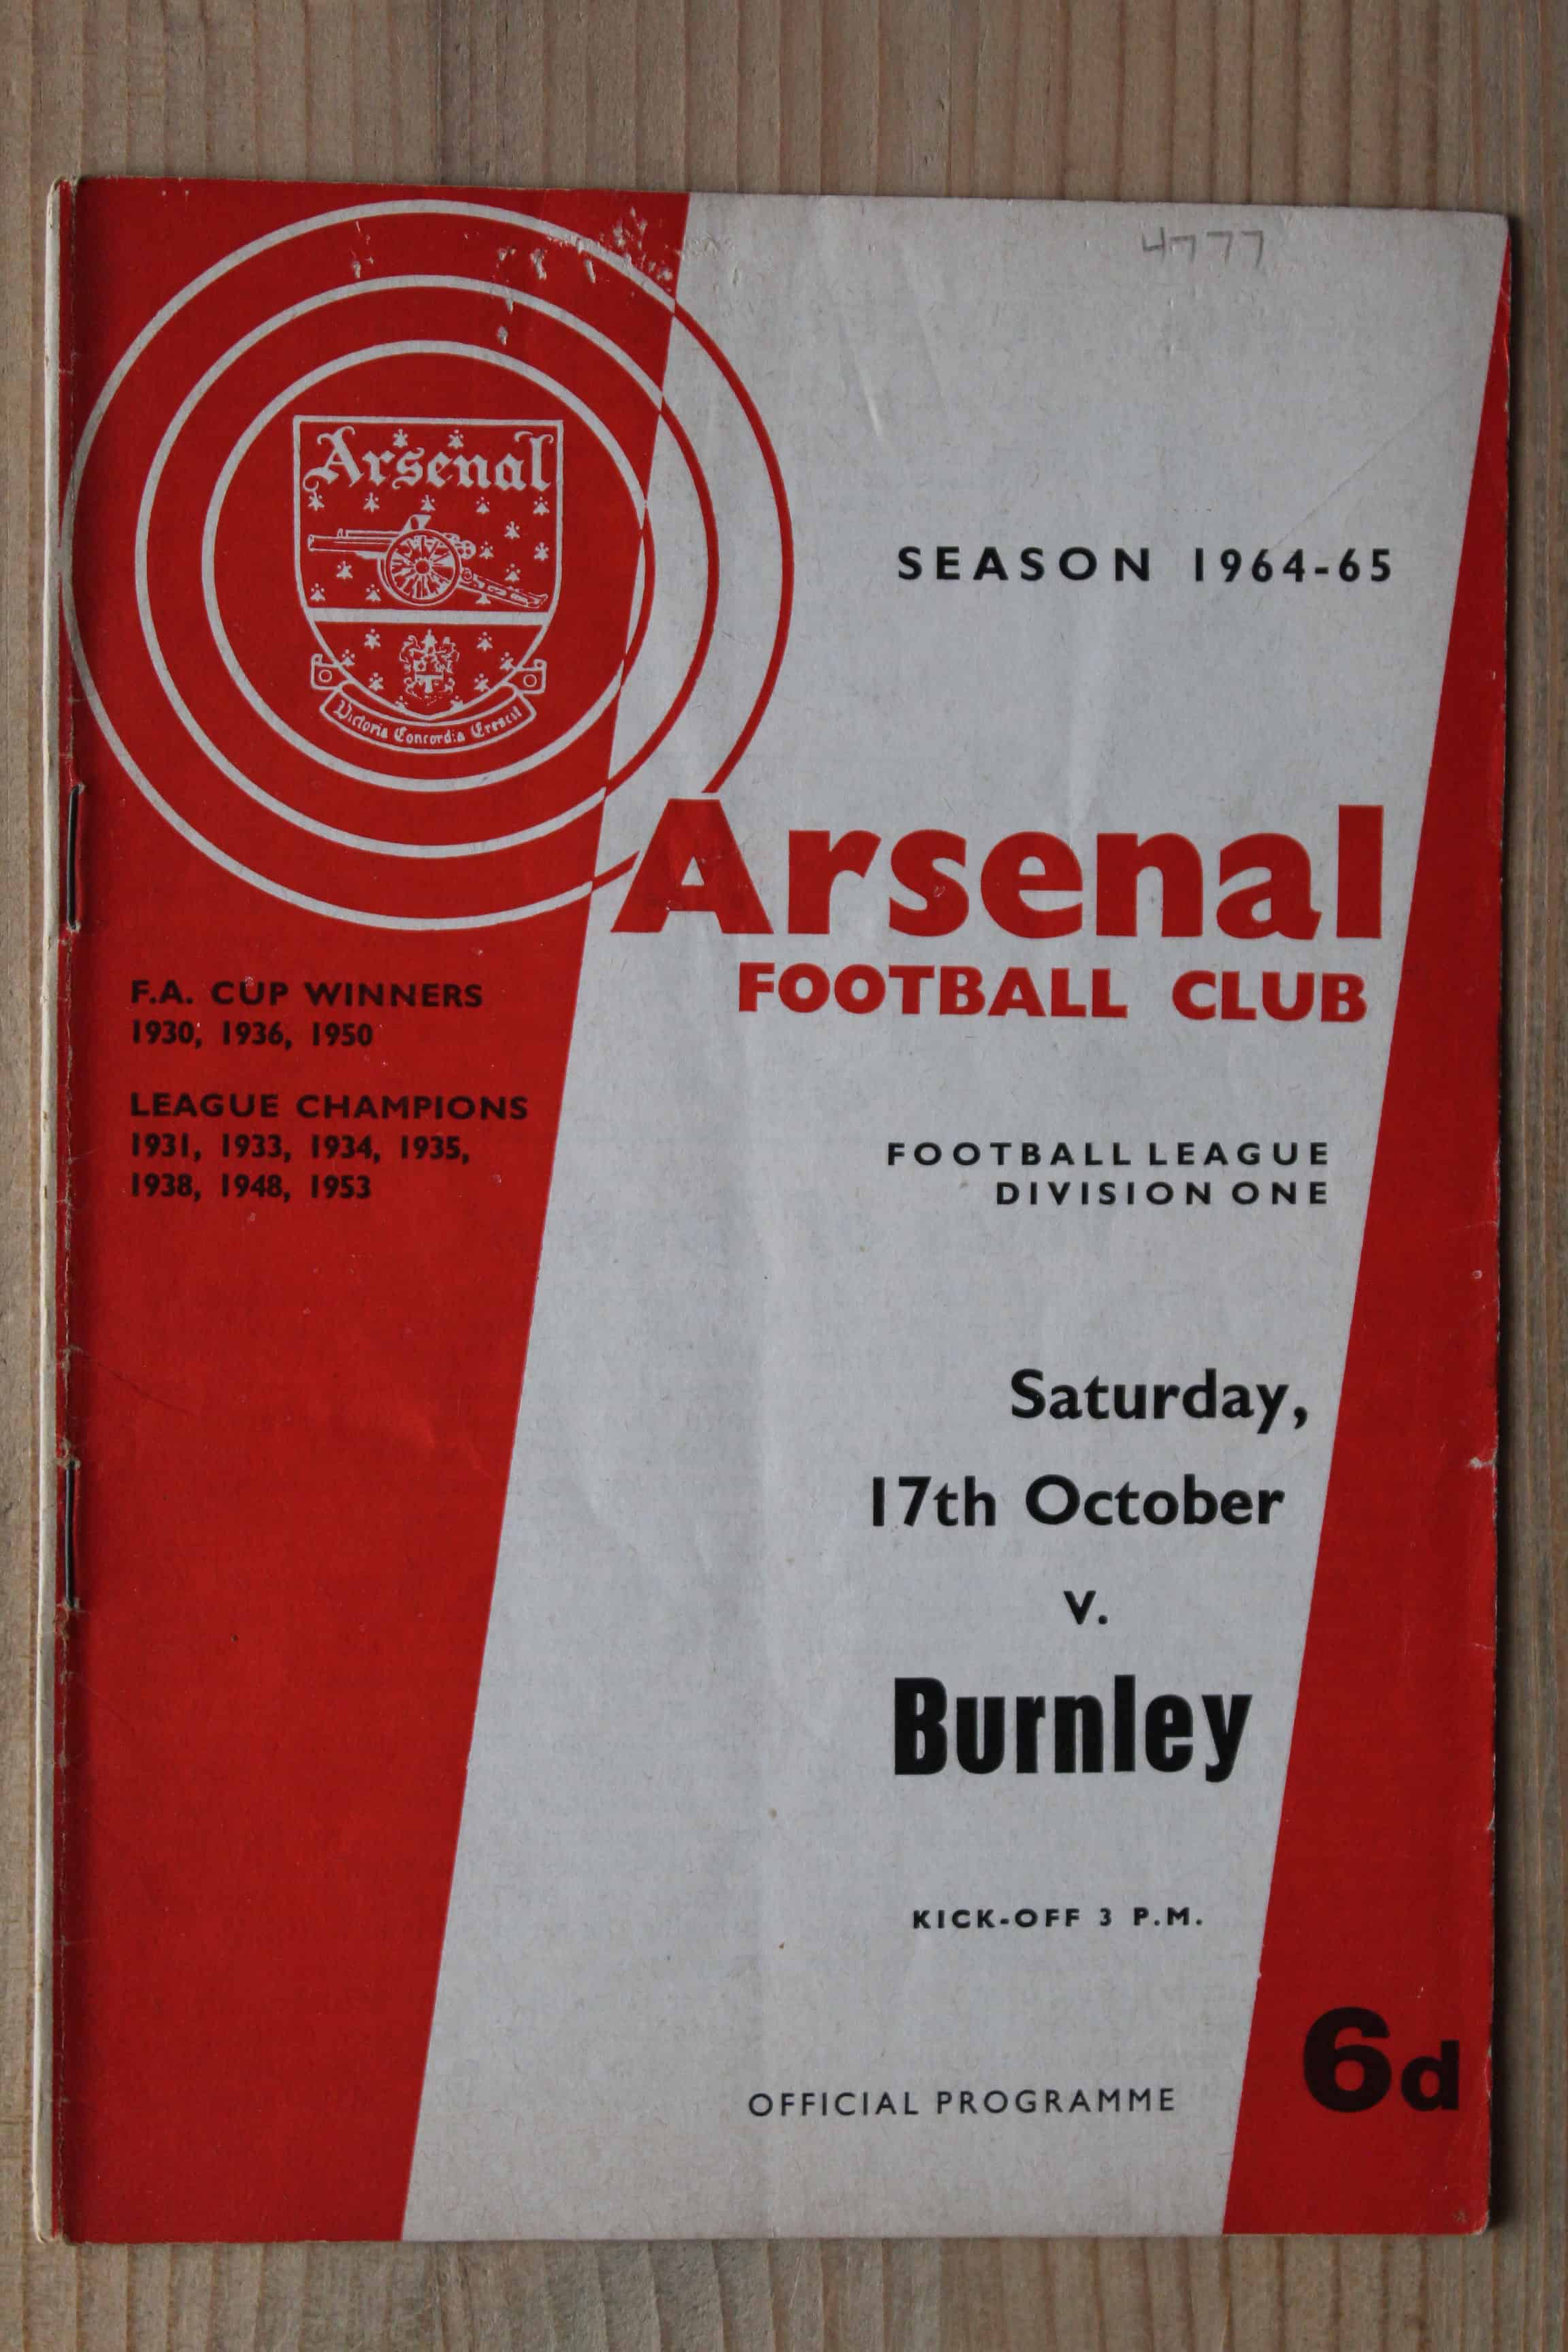 4777
Arsenal
Victoria Concordia Crescit
SEASON 1964-65
Arsenal
FOOTBALL CLUB
F.A. CUP WINNERS
1930, 1936, 1950
LEAGUE CHAMPIONS
1931, 1933, 1934, 1935,
1938, 1948, 1953
FOOTBALL LEAGUE
DIVISION ONE
Saturday,
17th October
v.
Burnley
KICK-OFF 3 P.M.
6d
OFFICIAL PROGRAMME